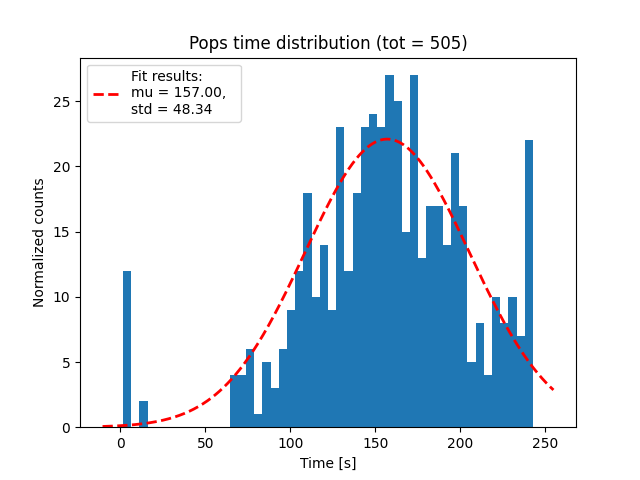 Pops time distribution (tot = 505)
Fit results:
mu = 157.00,
std = 48.34
Normalized counts
25
20
15
10
5
0
0 50 100 150 200 250
Time [s]